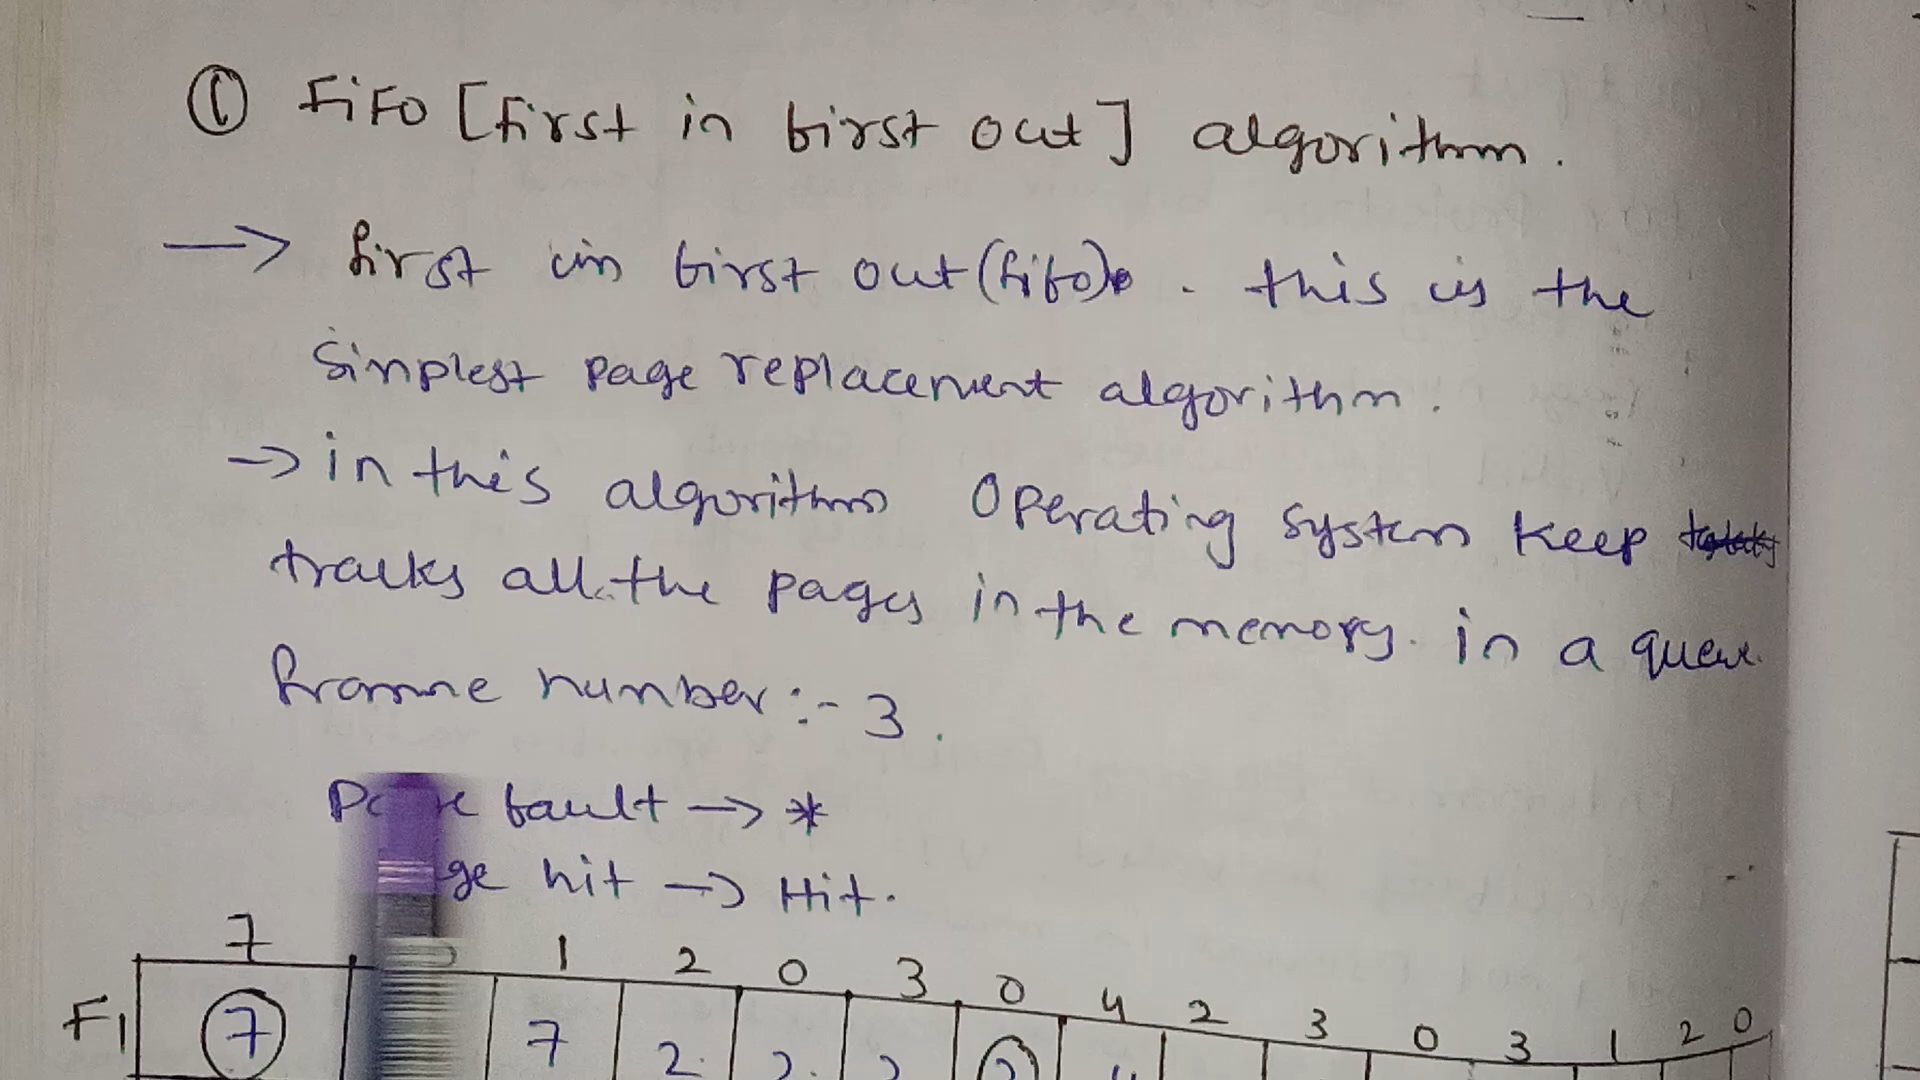 ① FiFo [First in first out] algorithm.
→ first in first out (fifo). this is the
Simplest page replacement algorithm.
→ in this algorithm Operating system keep
tracks all the pages in the memory. in a
frame number :- 3.
fault → *
hit → Hit.
7 1 2 0 3 0 4 2 3 0 3 1 2 0
F1 7 7 2. 2.